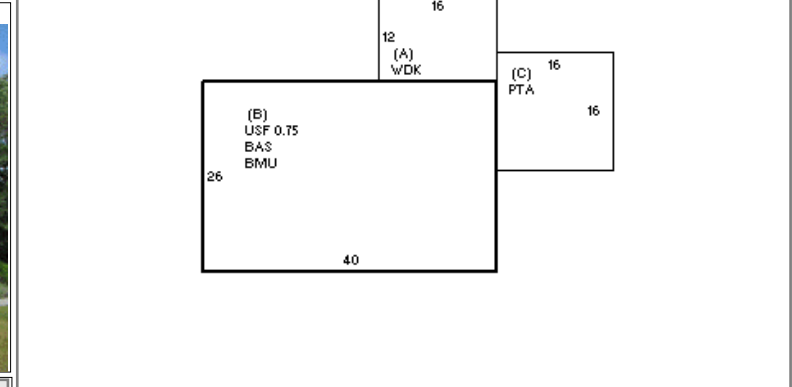 16
12
(A)
WDK
16
(C)
PTA
16
(B)
USF 0.75
BAS
BMU
26
40